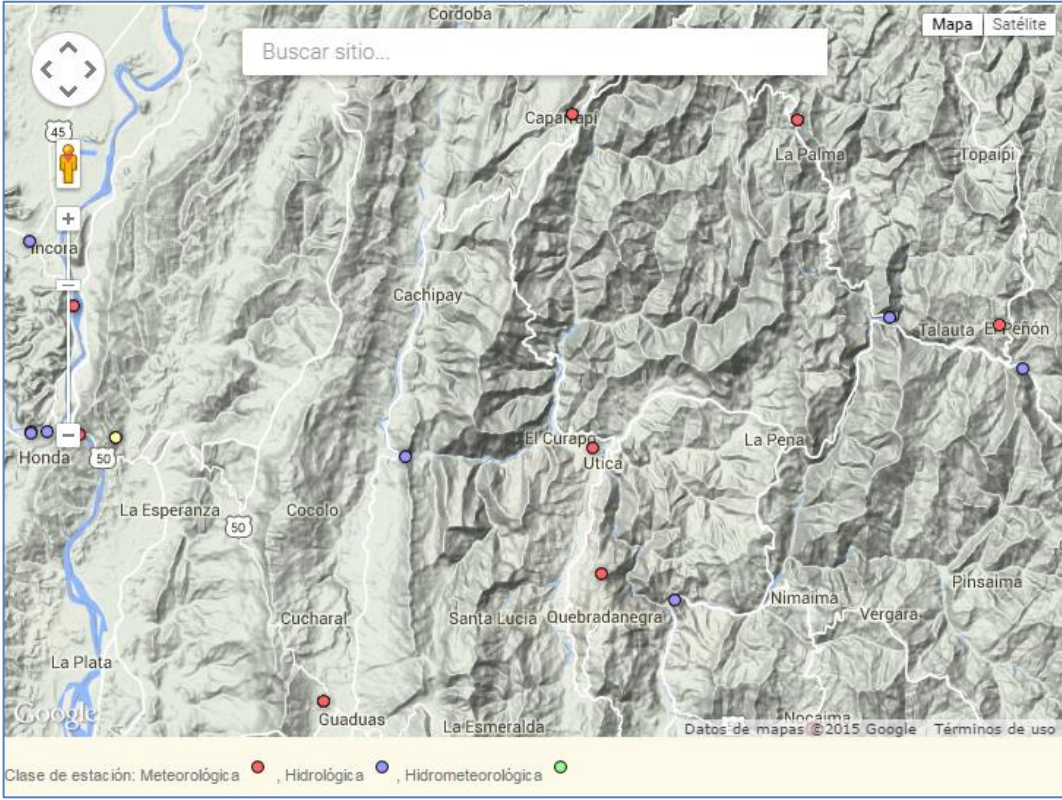 Cordoba
Mapa
Satélite
Buscar sitio...
Caparrapí
45
La Palma
Topaipí
Incora
Cachipay
Talauta
El Peñón
El Curapo
La Pena
Honda
50
Utica
La Esperanza
50
Cocolo
Pinsaima
Nimaima
Cucharal
Santa Lucia
Quebradanegra
Vergara
La Plata
Google
Guaduas
La Esmeralda
Nocaima
Datos de mapas ©2015 Google
Términos de uso
Clase de estación: Meteorológica , Hidrológica , Hidrometeorológica